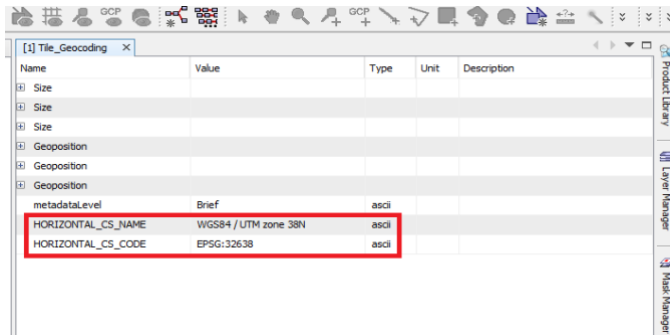 GCP GCP
[1] Tile_Geocoding ×
Name Value Type Unit Description
Size
Size
Size
Geoposition
Geoposition
Geoposition
metadataLevel Brief ascii
HORIZONTAL_CS_NAME WGS84 / UTM zone 38N ascii
HORIZONTAL_CS_CODE EPSG:32638 ascii
Product Library
Layer Manager
Mask Manager